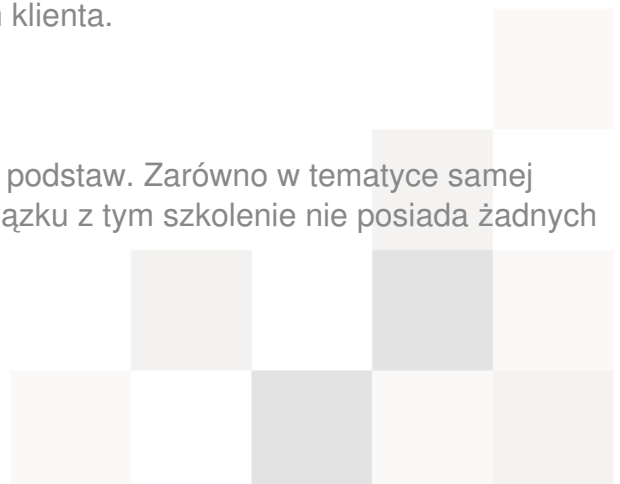 klienta.
podstaw. Zarówno w tematyce samej
ązku z tym szkolenie nie posiada żadnych